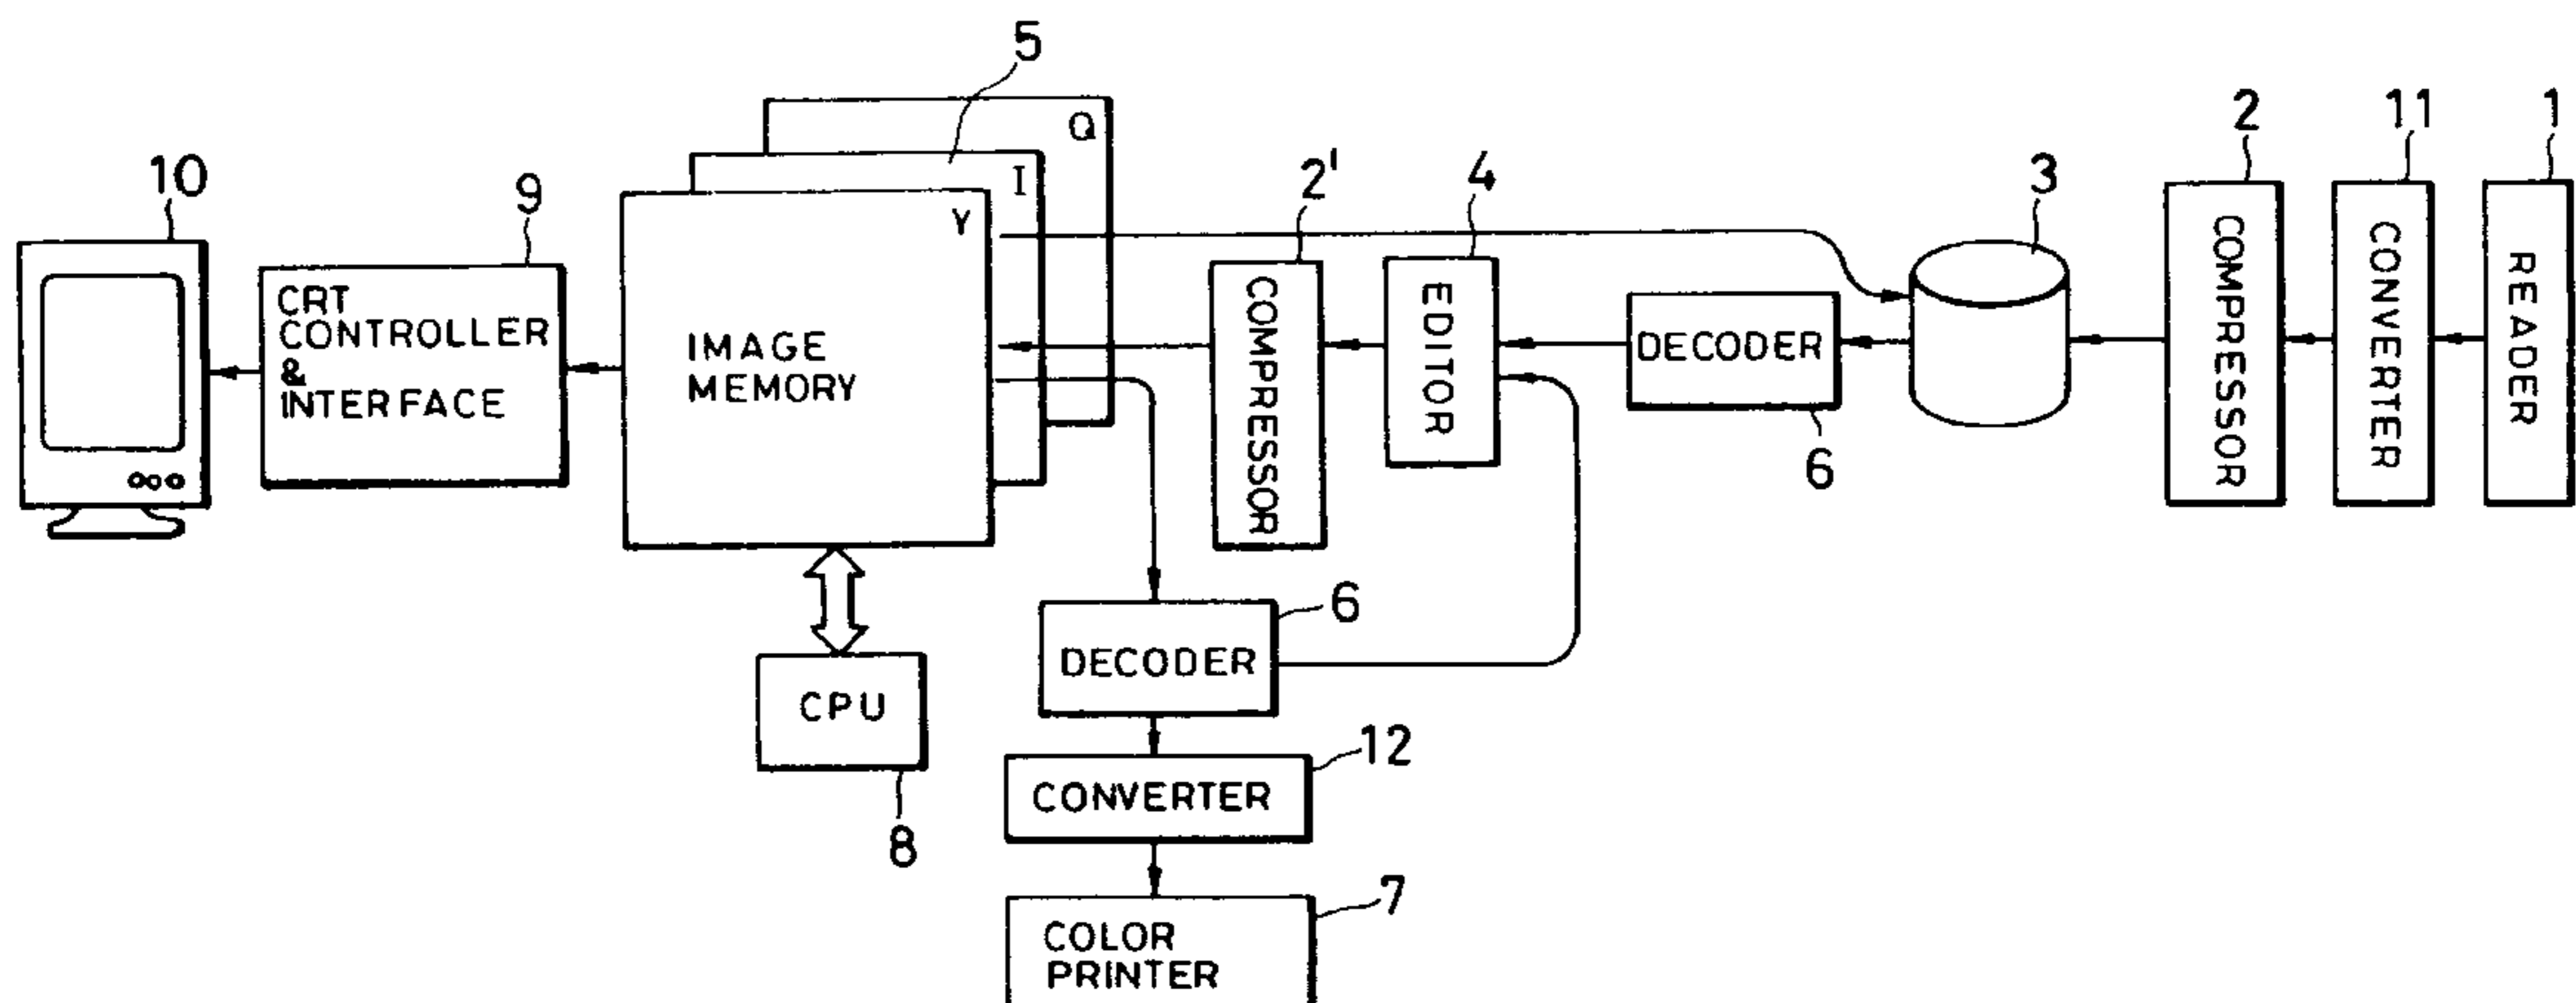 5
Q
I
Y
10
9
2'
4
3
2
11
1
CRT
CONTROLLER
&
INTERFACE
IMAGE
MEMORY
COMPRESSOR
EDITOR
DECODER
6
COMPRESSOR
CONVERTER
READER
CPU
8
DECODER
6
CONVERTER
12
COLOR
PRINTER
7